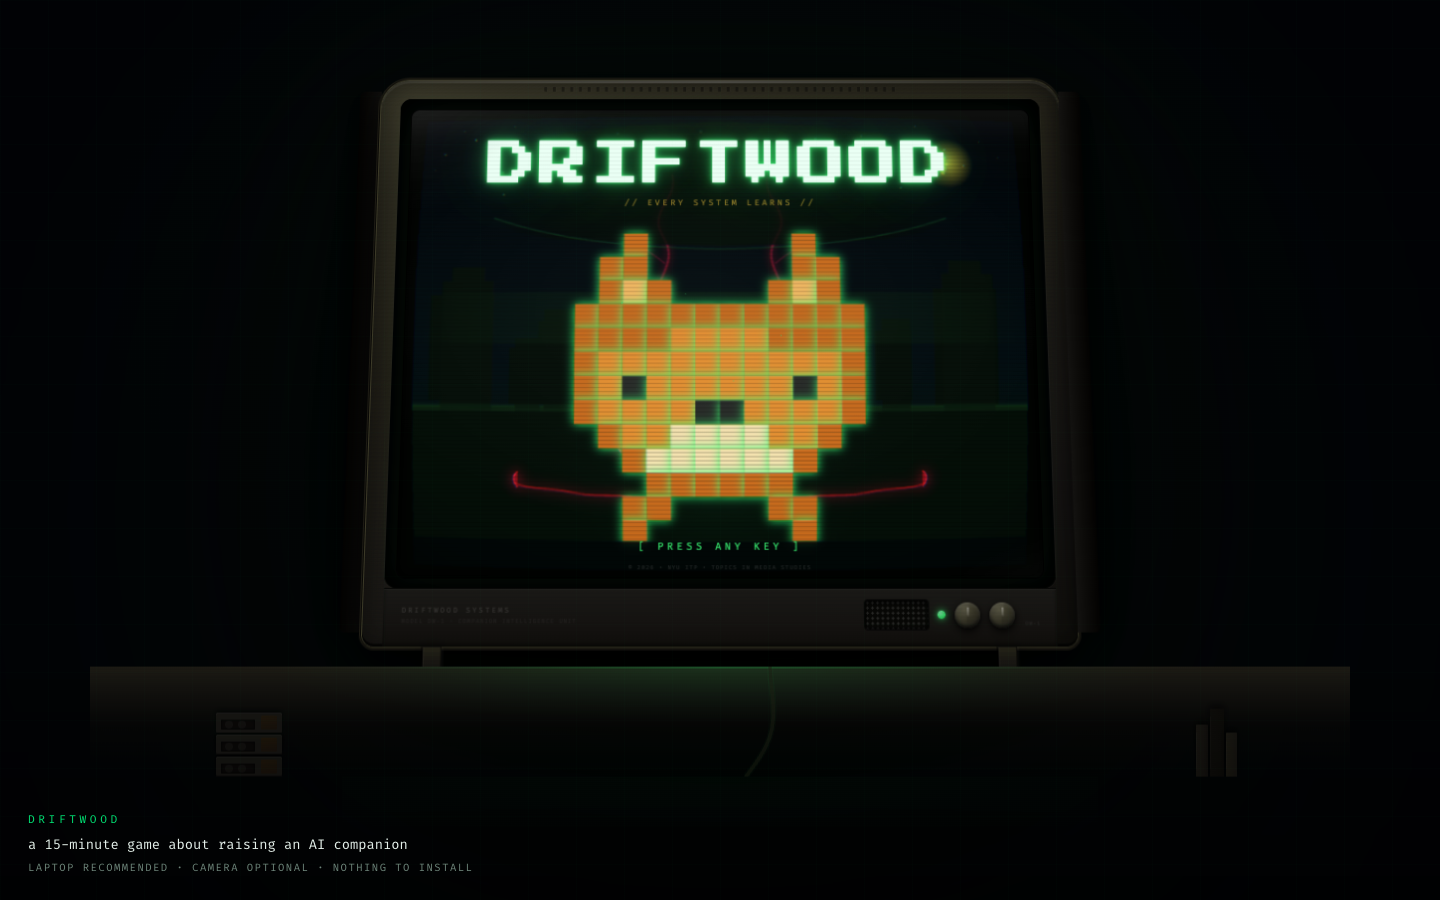 DRIFTWOOD
// EVERY SYSTEM LEARNS //
[ PRESS ANY KEY ]
DRIFTWOOD SYSTEMS
DRIFTWOOD
a 15-minute game about raising an AI companion
LAPTOP RECOMMENDED · CAMERA OPTIONAL · NOTHING TO INSTALL